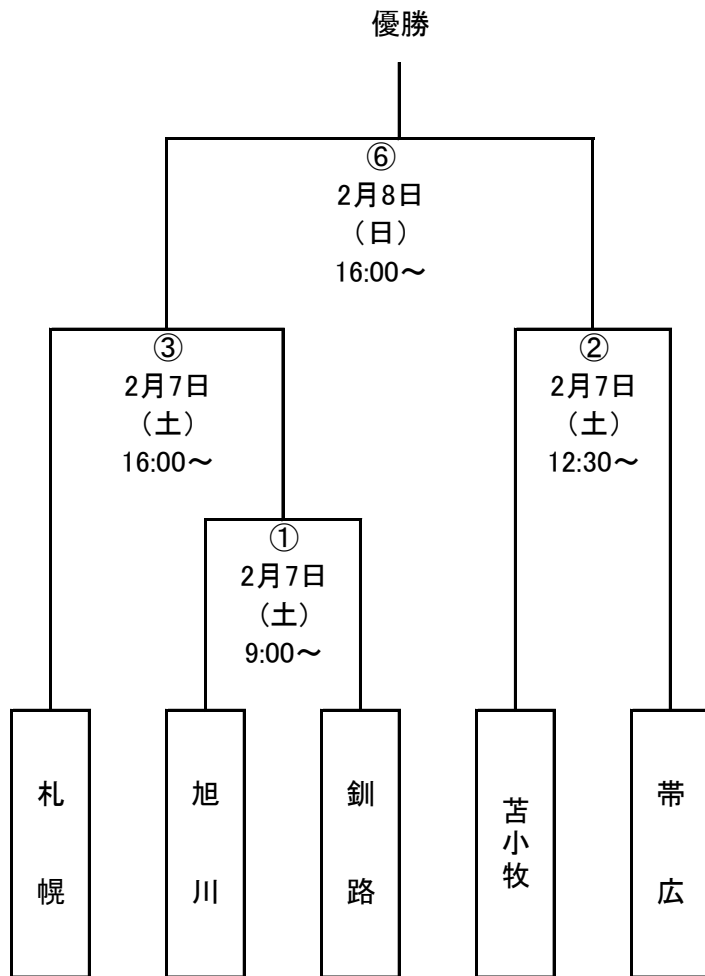 優勝
⑥
2月8日
（日）
16:00～
③
2月7日
（土）
16:00～
②
2月7日
（土）
12:30～
①
2月7日
（土）
9:00～
札幌
旭川
釧路
苫小牧
帯広